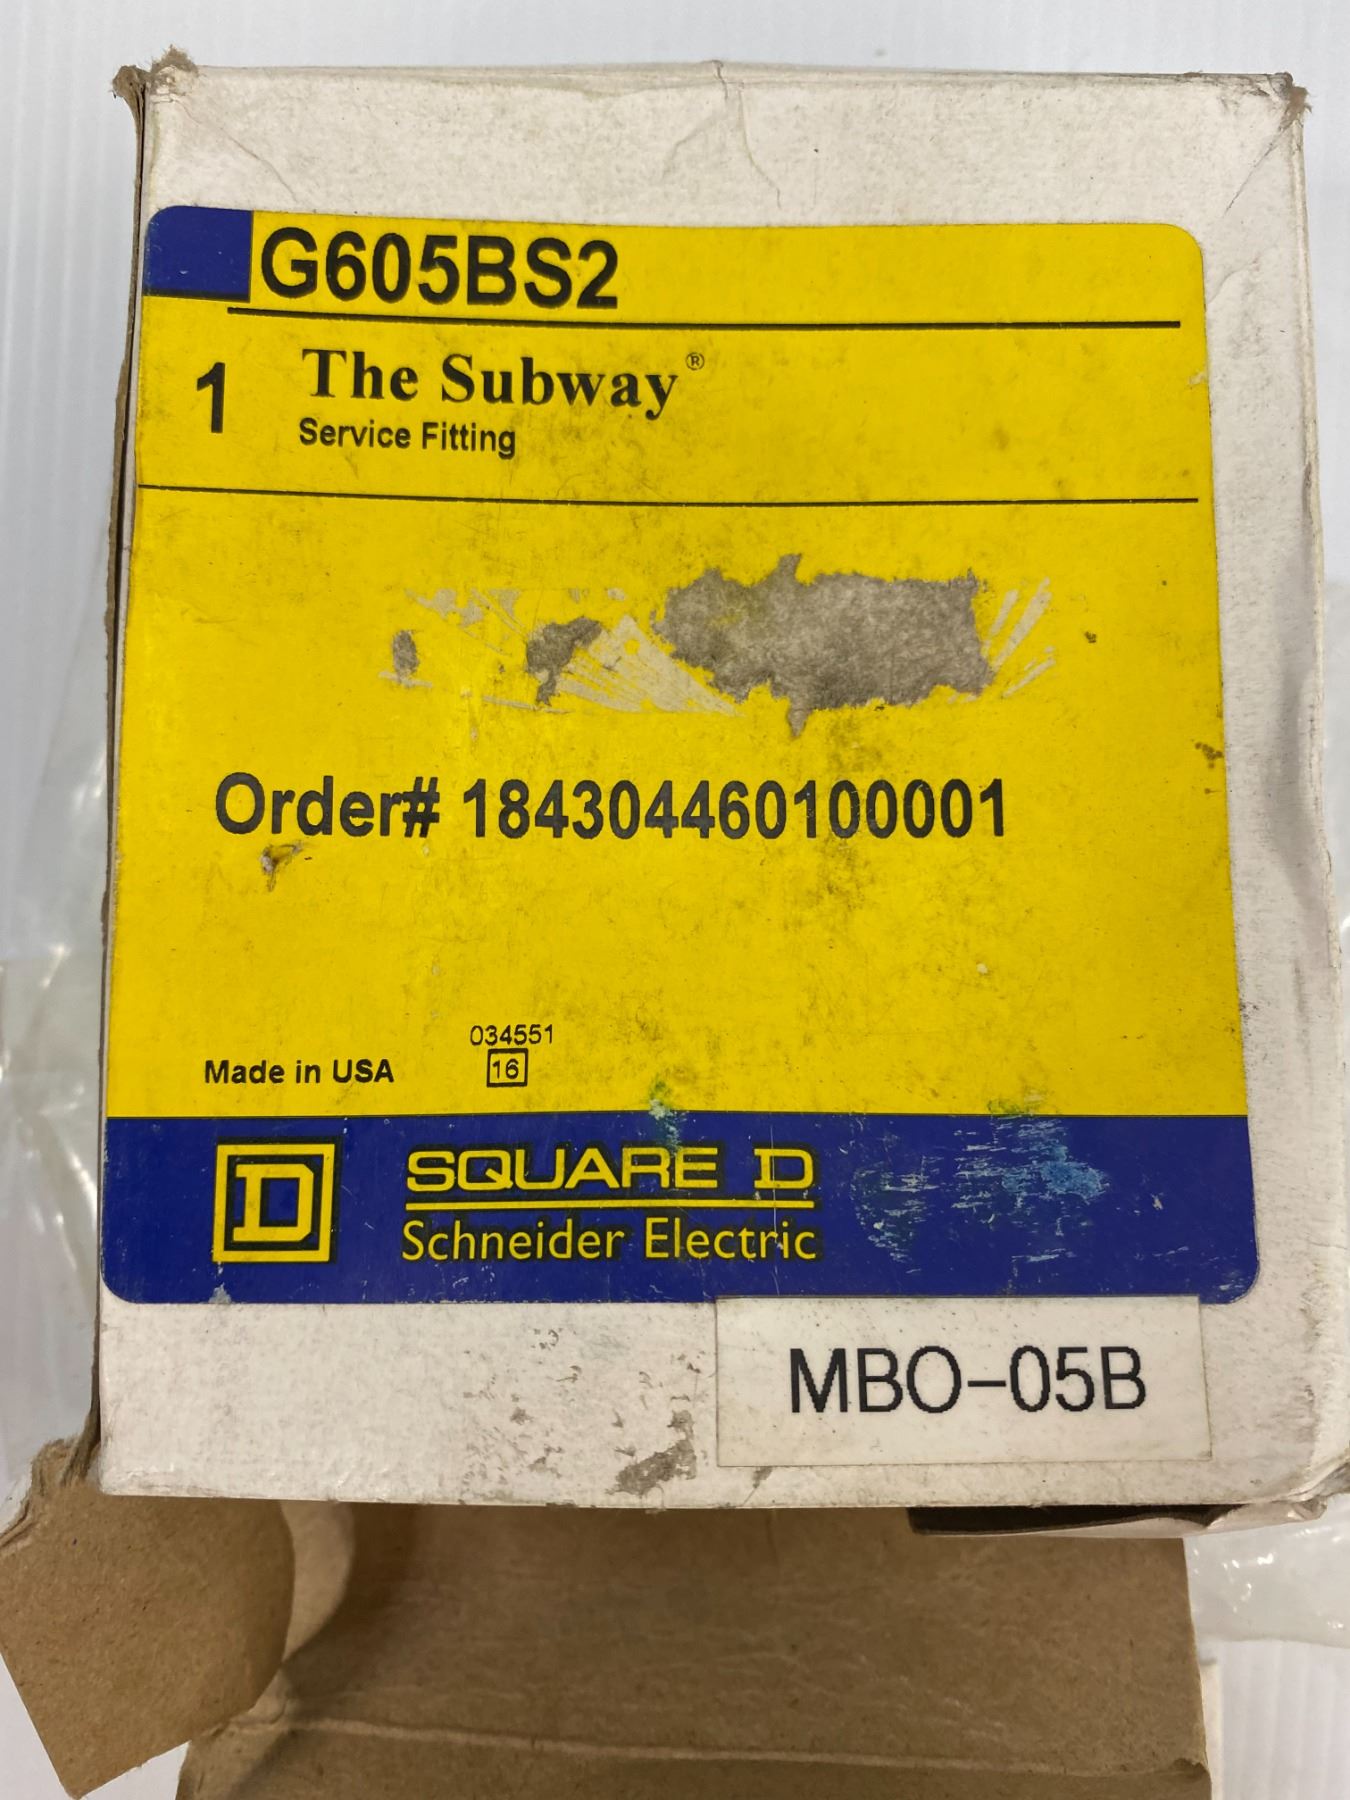 G605BS2
1 The Subway®
Service Fitting
Order# 184304460100001
034551
Made in USA 16
D SQUARE D
Schneider Electric
MBO-05B